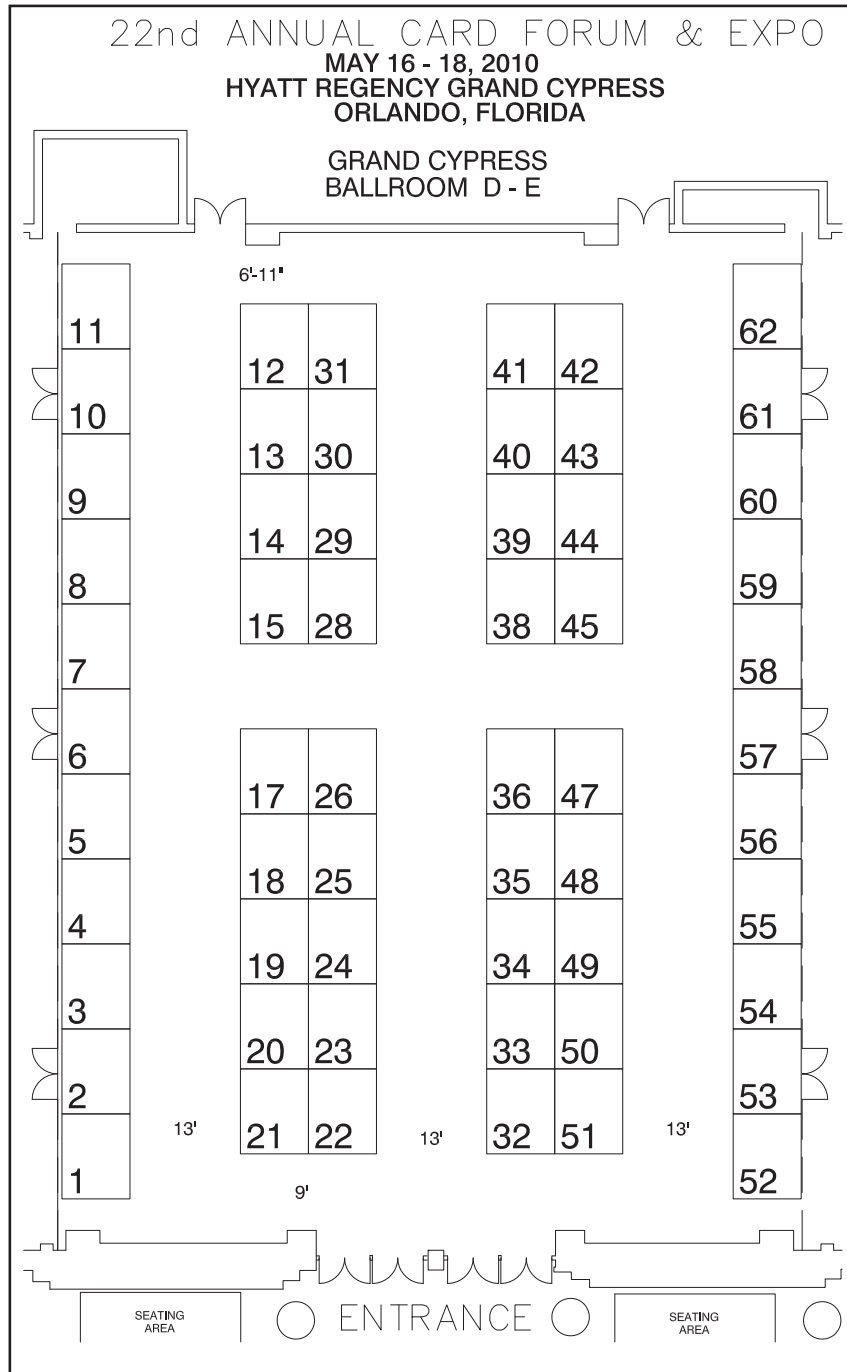 22nd ANNUAL CARD FORUM & EXPO
MAY 16 - 18, 2010
HYATT REGENCY GRAND CYPRESS
ORLANDO, FLORIDA
GRAND CYPRESS
BALLROOM D - E
6'-11"
11 62
12 31 41 42
10 61
13 30 40 43
9 60
14 29 39 44
8 59
15 28 38 45
7 58
6 57
17 26 36 47
5 56
18 25 35 48
4 55
19 24 34 49
3 54
20 23 33 50
2 53
13' 21 22 13' 32 51 13'
1 52
9'
SEATING
AREA
ENTRANCE
SEATING
AREA